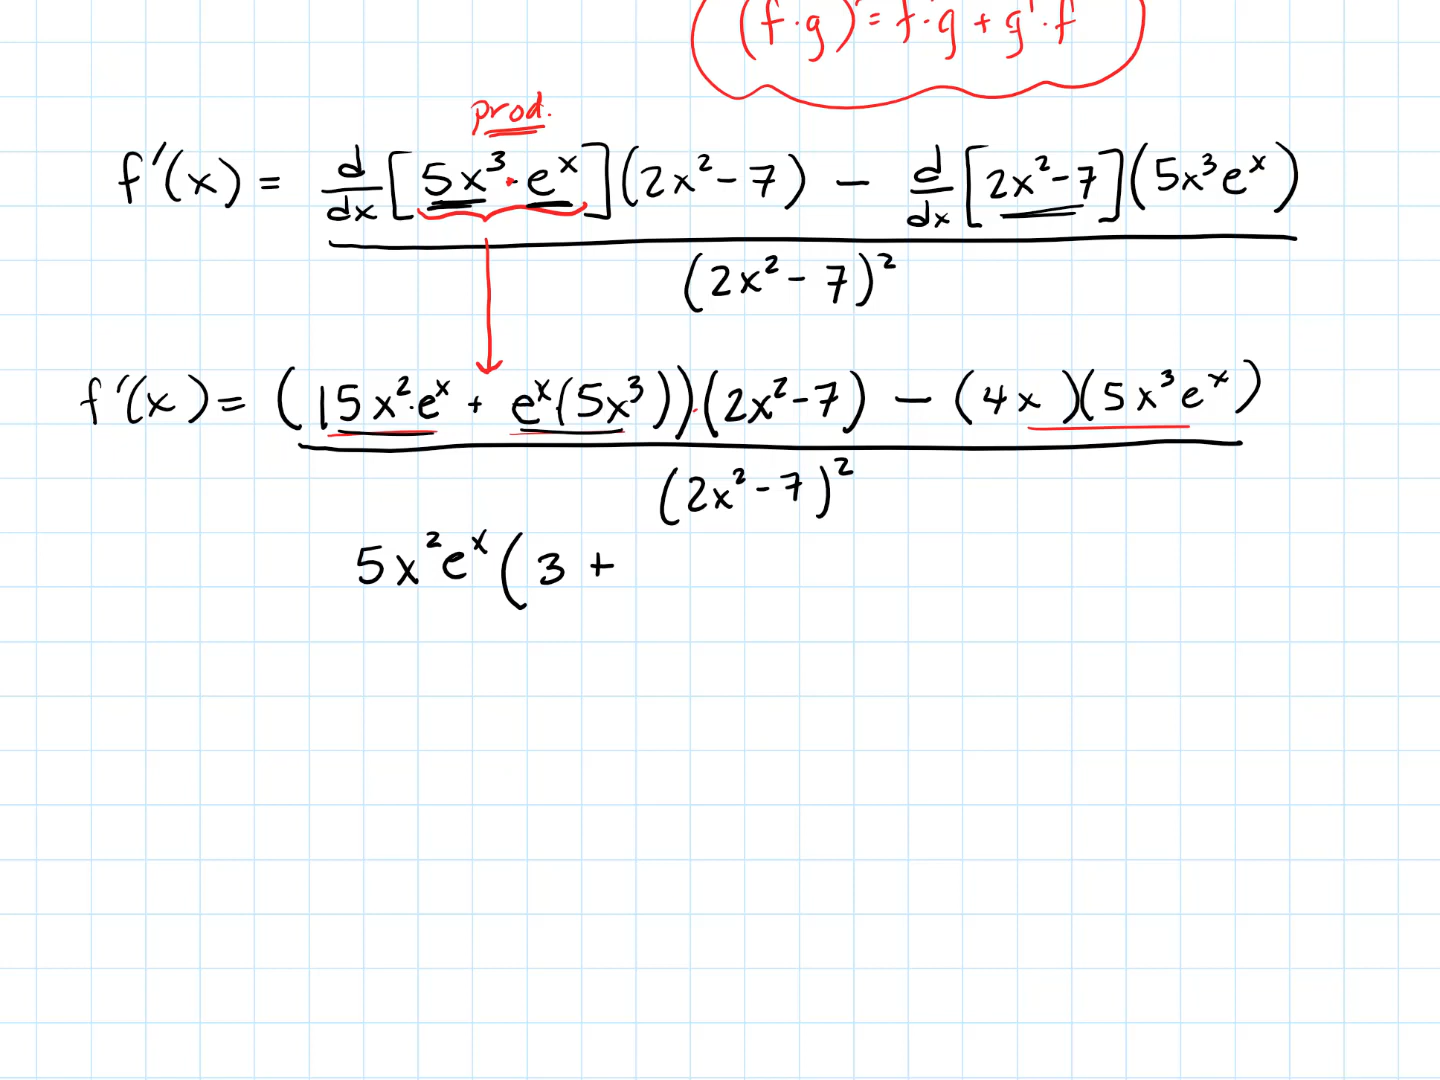 (f·g)' = f'·g + g'·f
prod.
f'(x) = d/dx [5x³·eˣ](2x²-7) - d/dx [2x²-7](5x³eˣ)
(2x²-7)²
f'(x) = (15x²·eˣ + eˣ(5x³))·(2x²-7) - (4x)(5x³eˣ)
(2x²-7)²
5x²eˣ(3 +